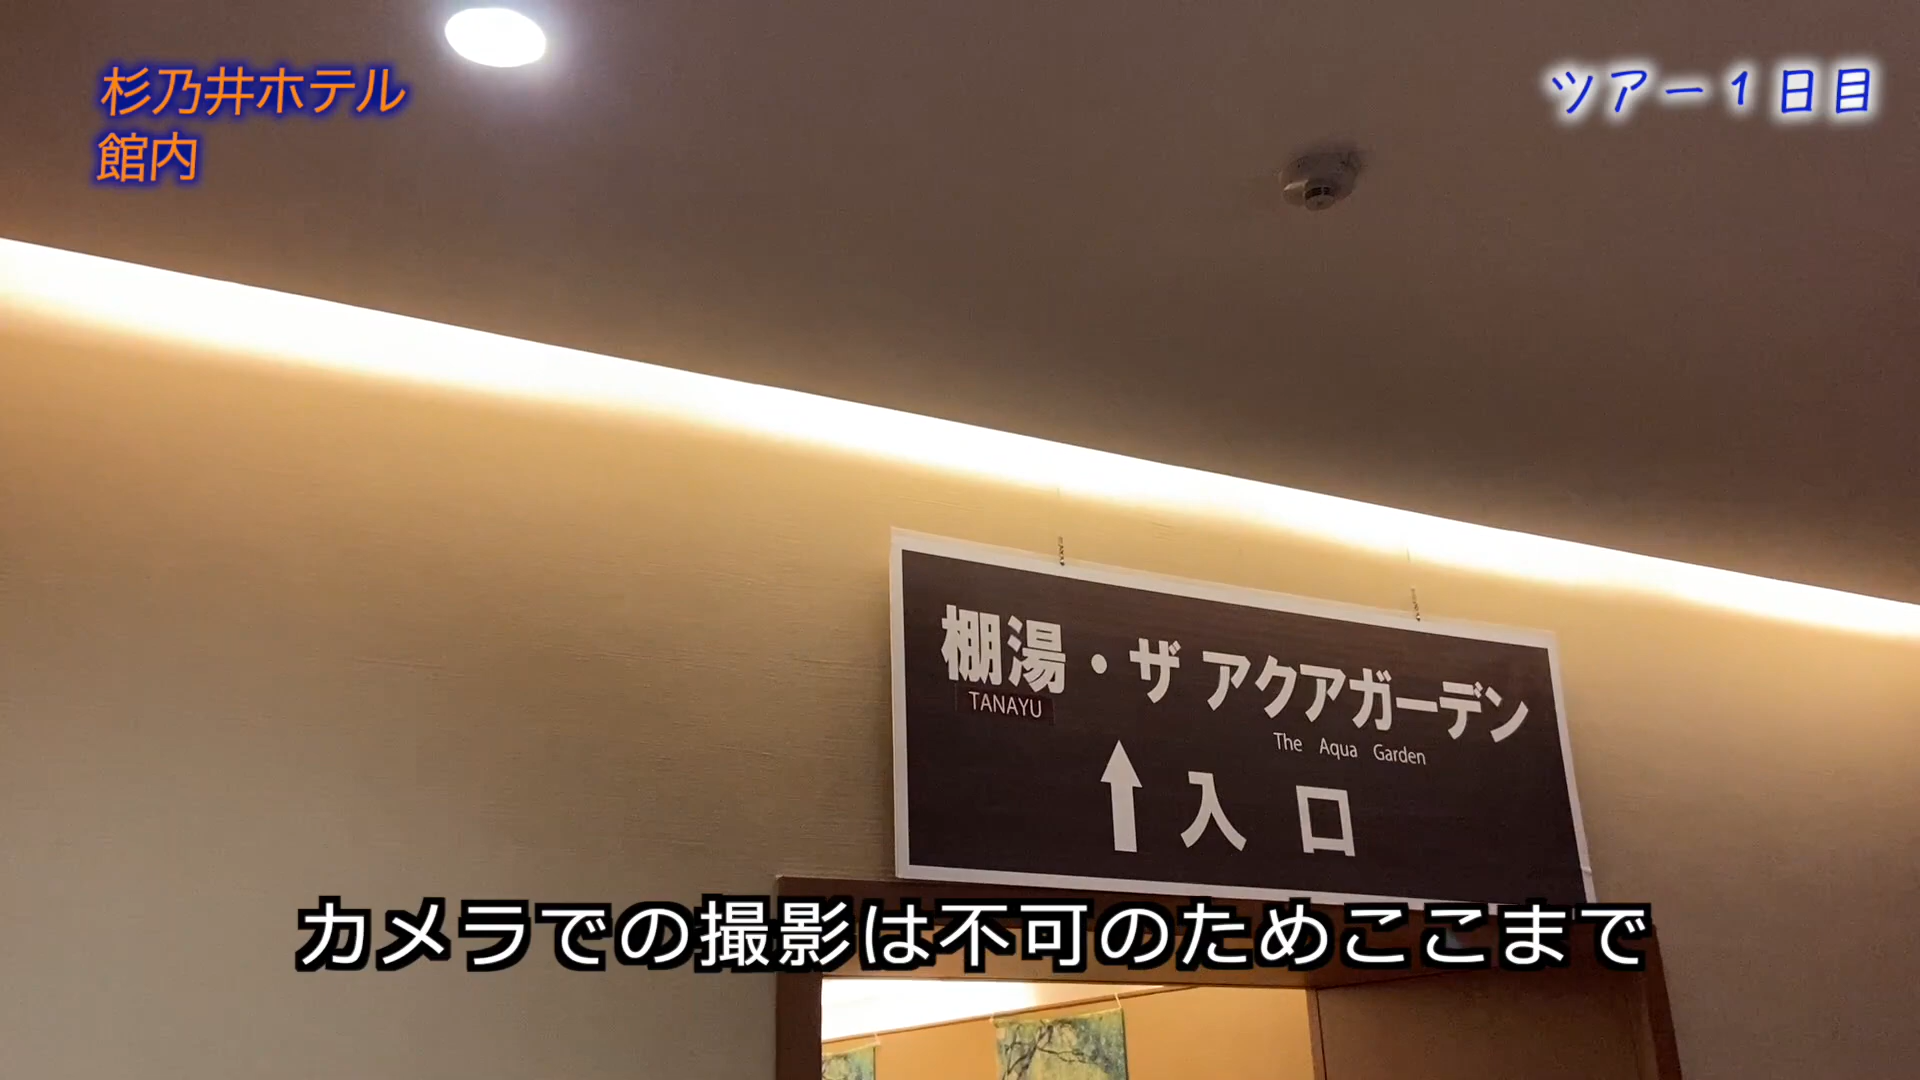 杉乃井ホテル
館内
ツアー1日目
棚湯・ザ アクアガーデン
TANAYU
The Aqua Garden
↑入口
カメラでの撮影は不可のためここまで